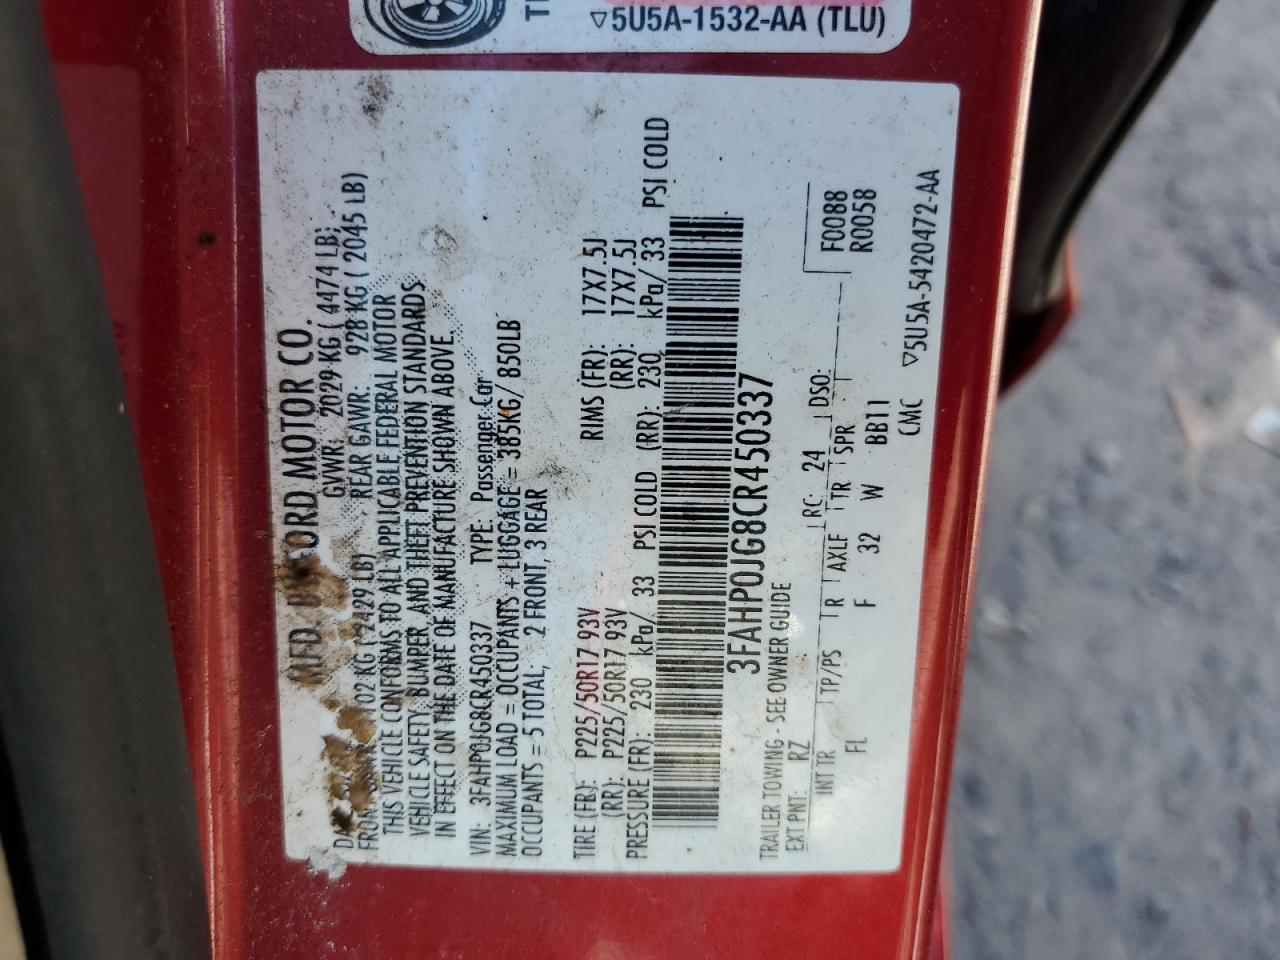 5U5A-1532-AA (TLU)
MFD. FORD MOTOR CO.
GVWR: 2029 KG ( 4474 LB)
2429 LB) REAR GAWR: 928 KG ( 2045 LB)
THIS VEHICLE CONFORMS TO ALL APPLICABLE FEDERAL MOTOR
VEHICLE SAFETY, BUMPER, AND THEFT PREVENTION STANDARDS
IN EFFECT ON THE DATE OF MANUFACTURE SHOWN ABOVE.
VIN: 3FAHP0JG8CR450337 TYPE: Passenger Car
MAXIMUM LOAD = OCCUPANTS + LUGGAGE = 385KG/ 850LB
OCCUPANTS = 5 TOTAL, 2 FRONT, 3 REAR
TIRE (FR): P225/50R17 93V RIMS (FR): 17X7.5J
(RR): P225/50R17 93V (RR): 17X7.5J
PRESSURE (FR): 230 kPa/ 33 PSI COLD (RR): 230 kPa/ 33 PSI COLD
3FAHP0JG8CR450337
TRAILER TOWING - SEE OWNER GUIDE
EXT PNT: RZ RC: 24 DSO: F0088
INT TR TP/PS R AXLE TR SPR R0058
FL F 32 W BB11
CMC 5U5A-5420472-AA